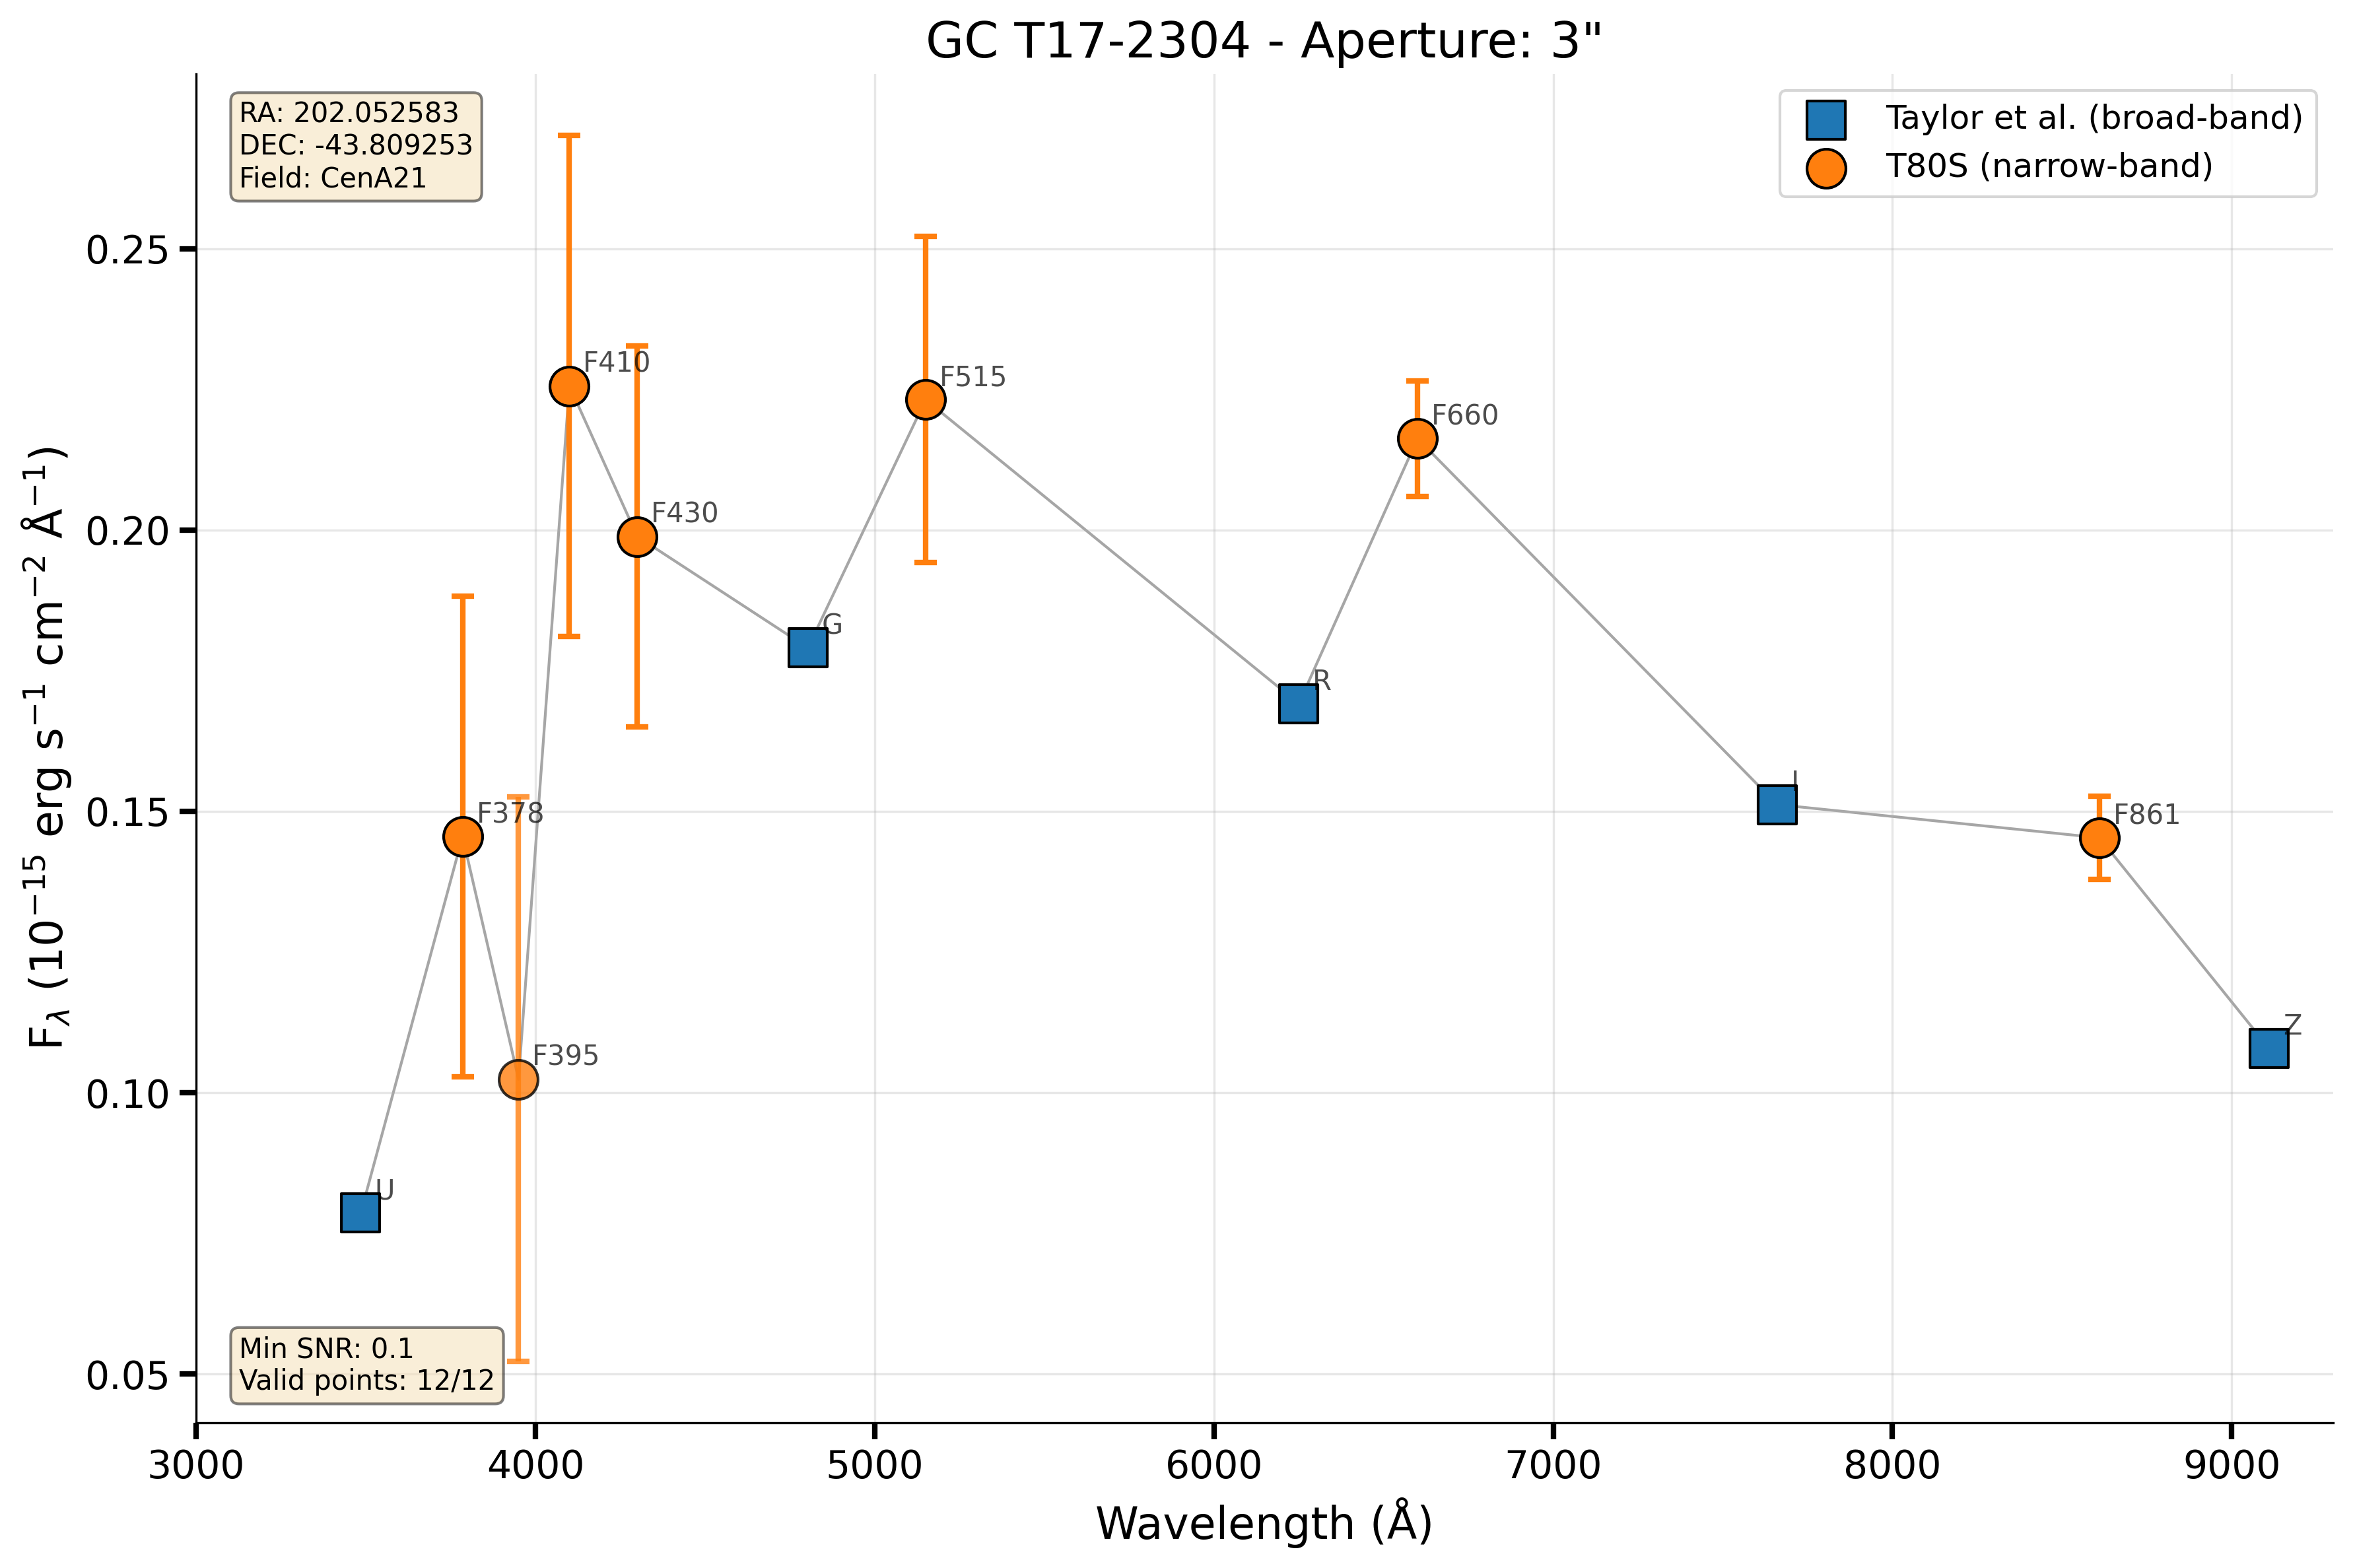 GC T17-2304 - Aperture: 3"
RA: 202.052583
DEC: -43.809253
Field: CenA21
Taylor et al. (broad-band)
T80S (narrow-band)
F410
F515
F660
F430
G
R
F378
I
F861
F395
Z
U
Min SNR: 0.1
Valid points: 12/12
0.25
0.20
0.15
0.10
0.05
F_λ (10⁻¹⁵ erg s⁻¹ cm⁻² Å⁻¹)
3000 4000 5000 6000 7000 8000 9000
Wavelength (Å)